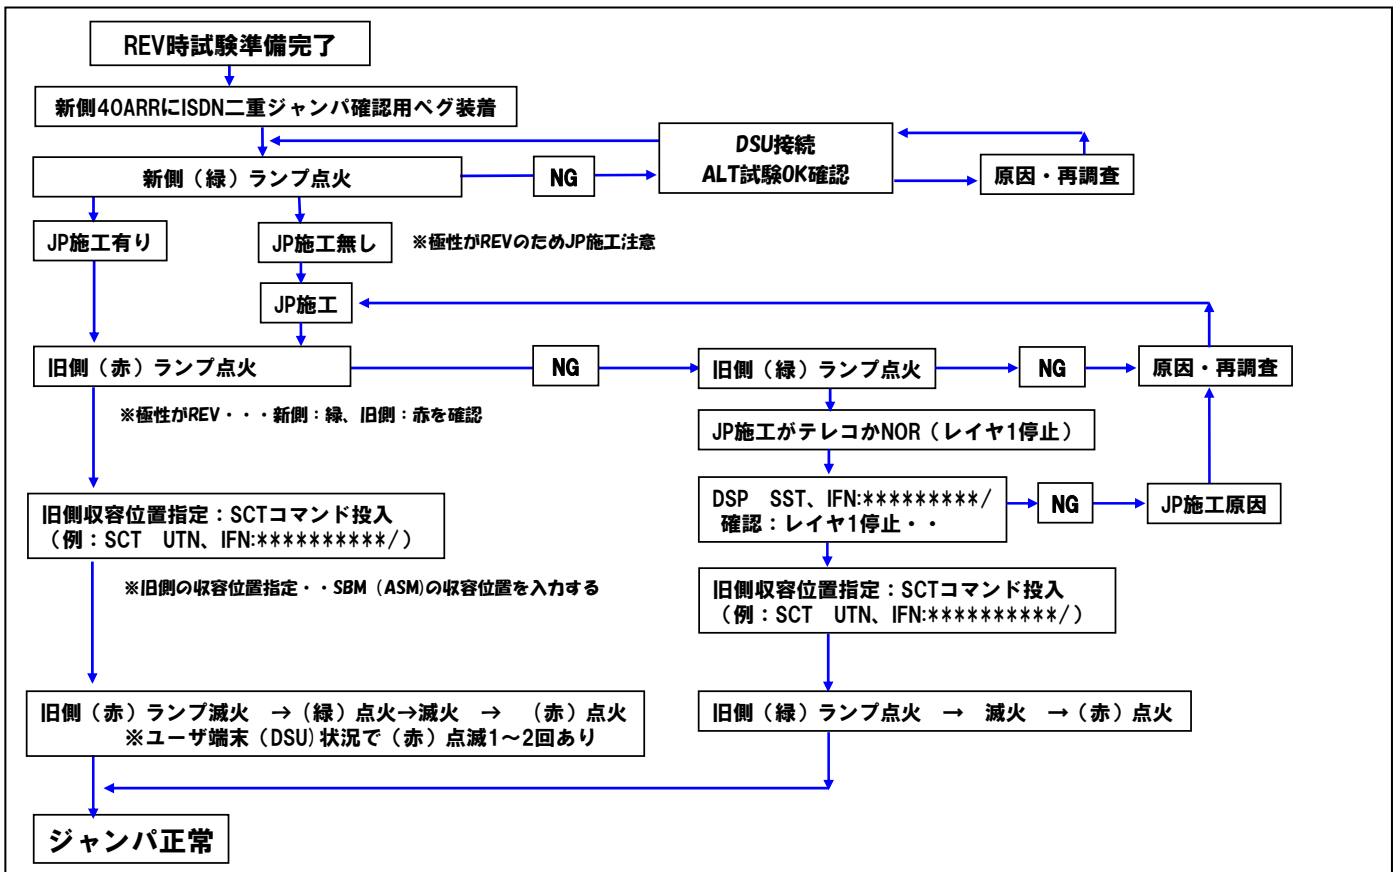 REV時試験準備完了
新側40ARRにISDN二重ジャンパ確認用ペグ装着
DSU接続
ALT試験OK確認
新側（緑）ランプ点火
NG
原因・再調査
JP施工有り
JP施工無し
※極性がREVのためJP施工注意
JP施工
旧側（赤）ランプ点火
NG
旧側（緑）ランプ点火
NG
原因・再調査
※極性がREV・・・新側：緑、旧側：赤を確認
JP施工がテレコかNOR（レイヤ1停止）
旧側収容位置指定：SCTコマンド投入
（例：SCT　UTN、IFN:**********/）
DSP　SST、IFN:*********/
確認：レイヤ1停止・・
NG
JP施工原因
※旧側の収容位置指定・・SBM（ASM)の収容位置を入力する
旧側収容位置指定：SCTコマンド投入
（例：SCT　UTN、IFN:**********/）
旧側（赤）ランプ滅火　→（緑）点火→滅火　→　（赤）点火
※ユーザ端末（DSU)状況で（赤）点滅1～2回あり
旧側（緑）ランプ点火　→　滅火　→（赤）点火
ジャンパ正常